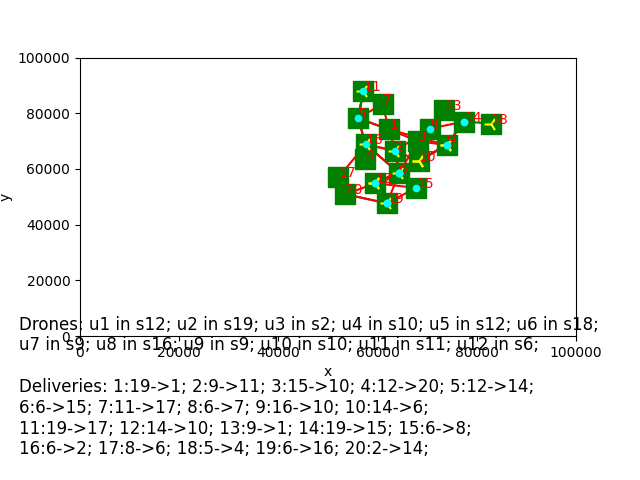 100000
80000
60000
40000
20000
0
y
0 20000 40000 60000 80000 100000
x
Drones: u1 in s12; u2 in s19; u3 in s2; u4 in s10; u5 in s12; u6 in s18;
u7 in s9; u8 in s16; u9 in s9; u10 in s10; u11 in s11; u12 in s6;
Deliveries: 1:19->1; 2:9->11; 3:15->10; 4:12->20; 5:12->14;
6:6->15; 7:11->17; 8:6->7; 9:16->10; 10:14->6;
11:19->17; 12:14->10; 13:9->1; 14:19->15; 15:6->8;
16:6->2; 17:8->6; 18:5->4; 19:6->16; 20:2->14;